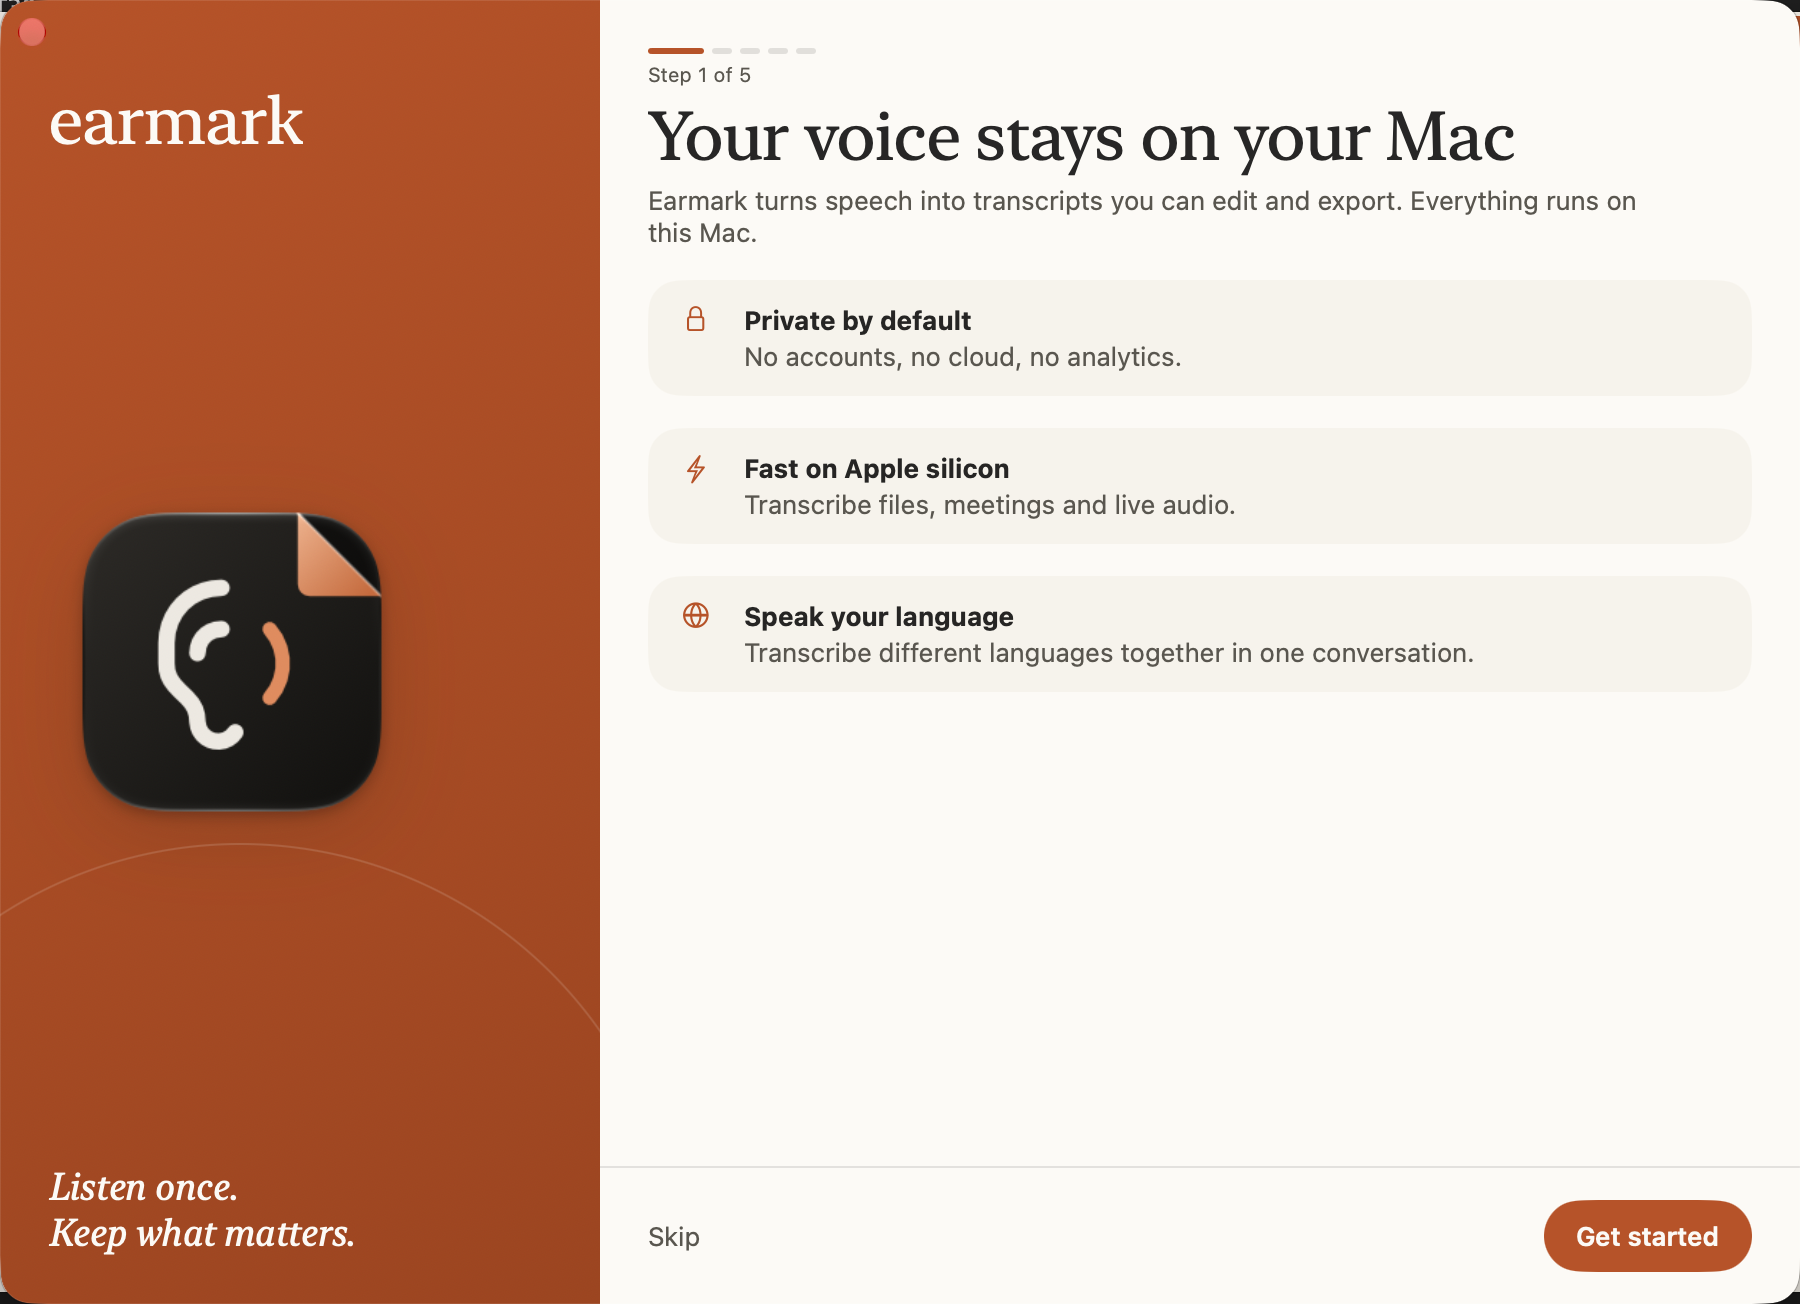 earmark
Listen once.
Keep what matters.
Step 1 of 5
Your voice stays on your Mac
Earmark turns speech into transcripts you can edit and export. Everything runs on
this Mac.
Private by default
No accounts, no cloud, no analytics.
Fast on Apple silicon
Transcribe files, meetings and live audio.
Speak your language
Transcribe different languages together in one conversation.
Skip
Get started